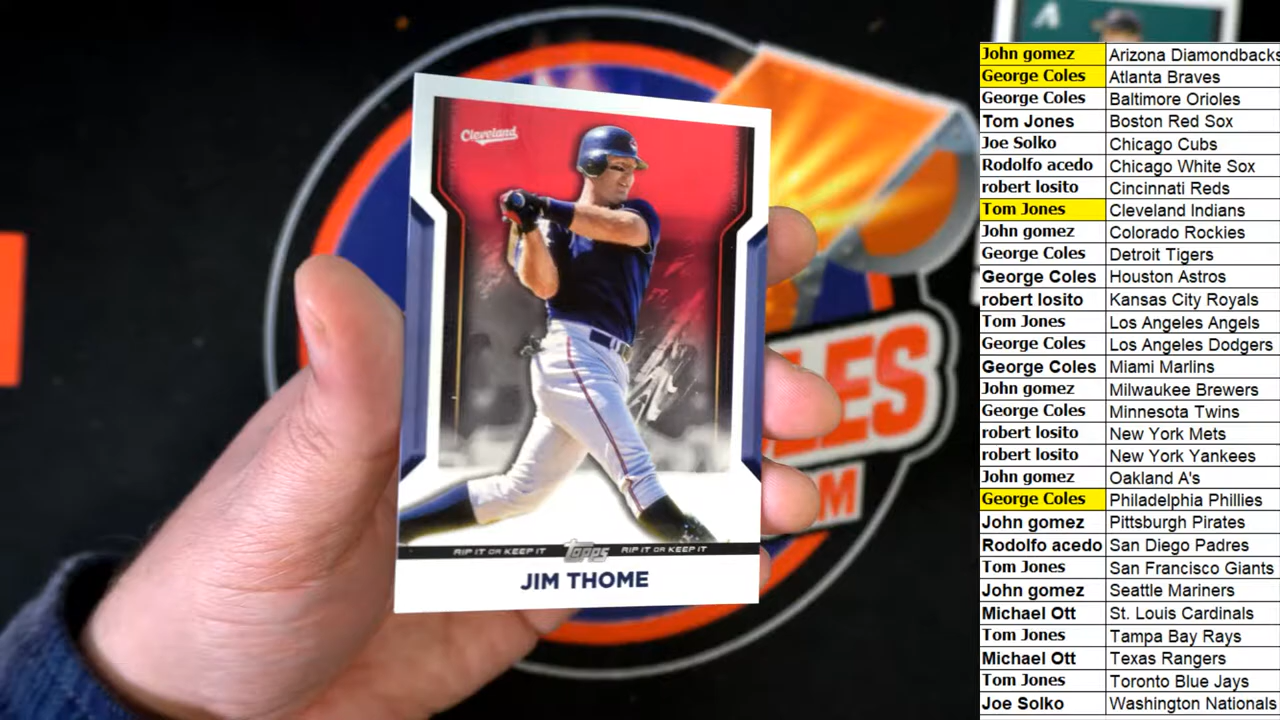 Cleveland
RIP IT OR KEEP IT topps RIP IT OR KEEP IT
JIM THOME
LES
M
John gomez Arizona Diamondbacks
George Coles Atlanta Braves
George Coles Baltimore Orioles
Tom Jones Boston Red Sox
Joe Solko Chicago Cubs
Rodolfo acedo Chicago White Sox
robert losito Cincinnati Reds
Tom Jones Cleveland Indians
John gomez Colorado Rockies
George Coles Detroit Tigers
George Coles Houston Astros
robert losito Kansas City Royals
Tom Jones Los Angeles Angels
George Coles Los Angeles Dodgers
George Coles Miami Marlins
John gomez Milwaukee Brewers
George Coles Minnesota Twins
robert losito New York Mets
robert losito New York Yankees
John gomez Oakland A's
George Coles Philadelphia Phillies
John gomez Pittsburgh Pirates
Rodolfo acedo San Diego Padres
Tom Jones San Francisco Giants
John gomez Seattle Mariners
Michael Ott St. Louis Cardinals
Tom Jones Tampa Bay Rays
Michael Ott Texas Rangers
Tom Jones Toronto Blue Jays
Joe Solko Washington Nationals